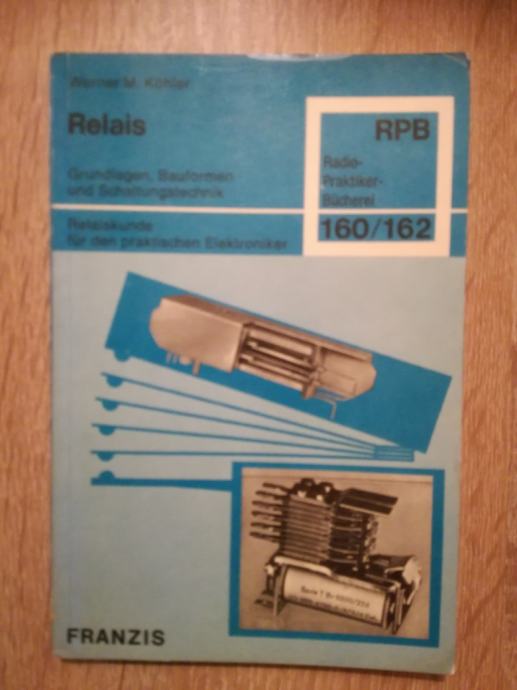 Werner M. Köhler
Relais
Grundlagen, Bauformen
und Schaltungstechnik
Relaiskunde
für den praktischen Elektroniker
RPB
Radio-
Praktiker-
Bücherei
160/162
FRANZIS